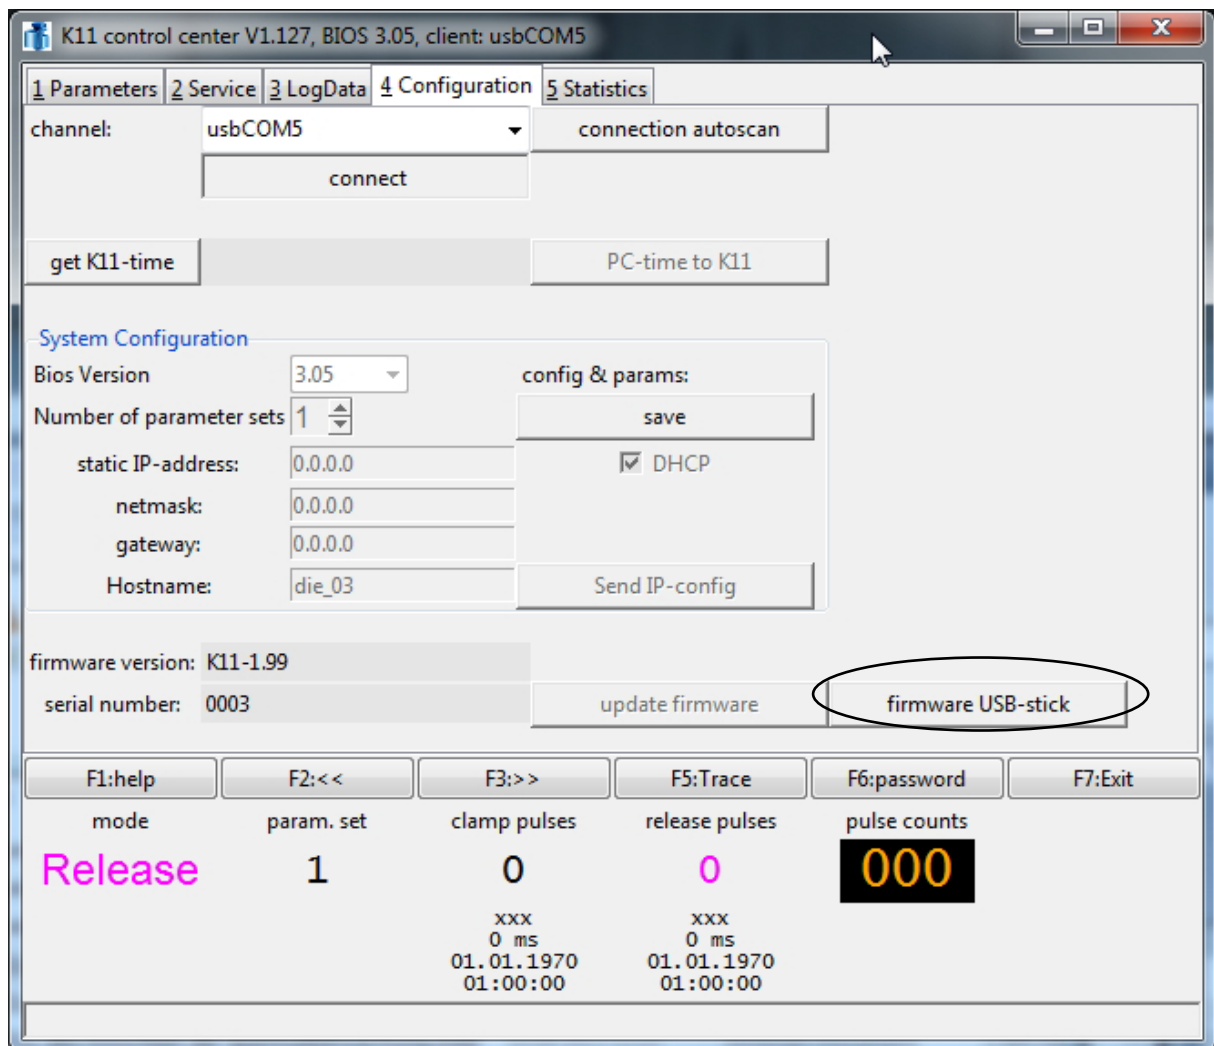 K11 control center V1.127, BIOS 3.05, client: usbCOM5
1 Parameters 2 Service 3 LogData 4 Configuration 5 Statistics
channel: usbCOM5 connection autoscan
connect
get K11-time PC-time to K11
System Configuration
Bios Version 3.05 config & params:
Number of parameter sets 1 save
static IP-address: 0.0.0.0 DHCP
netmask: 0.0.0.0
gateway: 0.0.0.0
Hostname: die_03 Send IP-config
firmware version: K11-1.99
serial number: 0003 update firmware firmware USB-stick
F1:help F2:<< F3:>> F5:Trace F6:password F7:Exit
mode param. set clamp pulses release pulses pulse counts
Release 1 0 0 000
xxx xxx
0 ms 0 ms
01.01.1970 01.01.1970
01:00:00 01:00:00